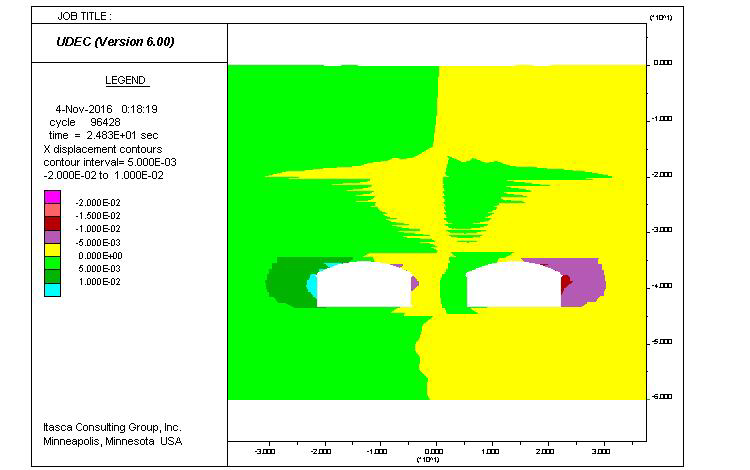 JOB TITLE :
UDEC (Version 6.00)
LEGEND
4-Nov-2016 0:18:19
cycle 96428
time = 2.483E+01 sec
X displacement contours
contour interval= 5.000E-03
-2.000E-02 to 1.000E-02
-2.000E-02
-1.500E-02
-1.000E-02
-5.000E-03
0.000E+00
5.000E-03
1.000E-02
Itasca Consulting Group, Inc.
Minneapolis, Minnesota USA
(*10^1)
0.000
-1.000
-2.000
-3.000
-4.000
-5.000
-6.000
-3.000 -2.000 -1.000 0.000 1.000 2.000 3.000
(*10^1)